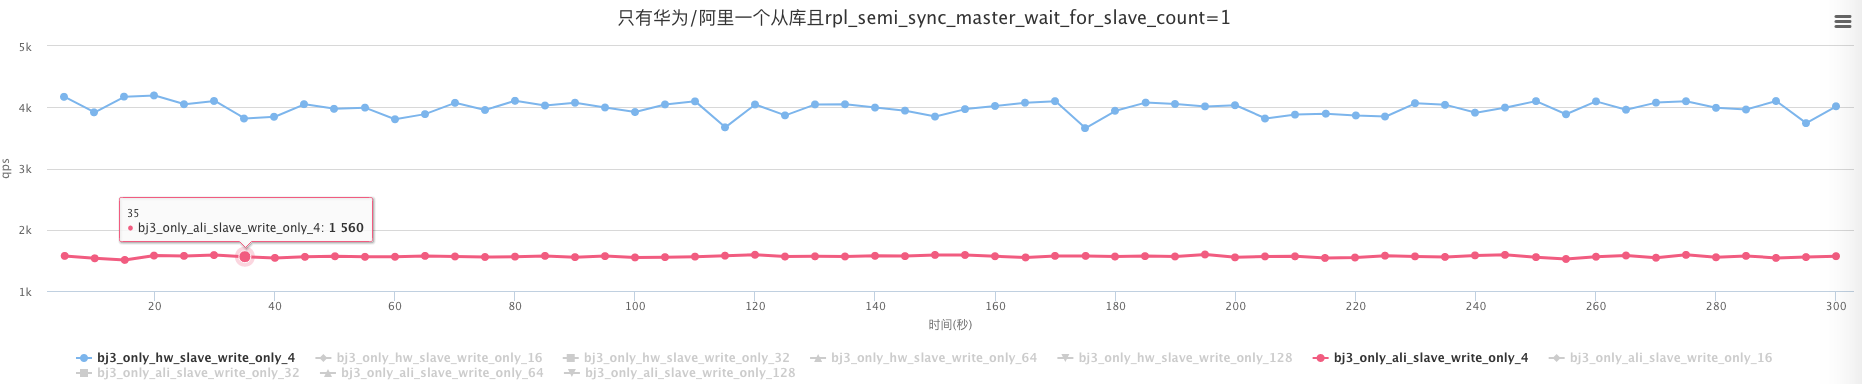 只有华为/阿里一个从库且rpl_semi_sync_master_wait_for_slave_count=1
5k
4k
3k
2k
1k
qps
35
bj3_only_ali_slave_write_only_4: 1 560
20 40 60 80 100 120 140 160 180 200 220 240 260 280 300
时间(秒)
bj3_only_hw_slave_write_only_4 bj3_only_hw_slave_write_only_16 bj3_only_hw_slave_write_only_32 bj3_only_hw_slave_write_only_64 bj3_only_hw_slave_write_only_128 bj3_only_ali_slave_write_only_4 bj3_only_ali_slave_write_only_16
bj3_only_ali_slave_write_only_32 bj3_only_ali_slave_write_only_64 bj3_only_ali_slave_write_only_128